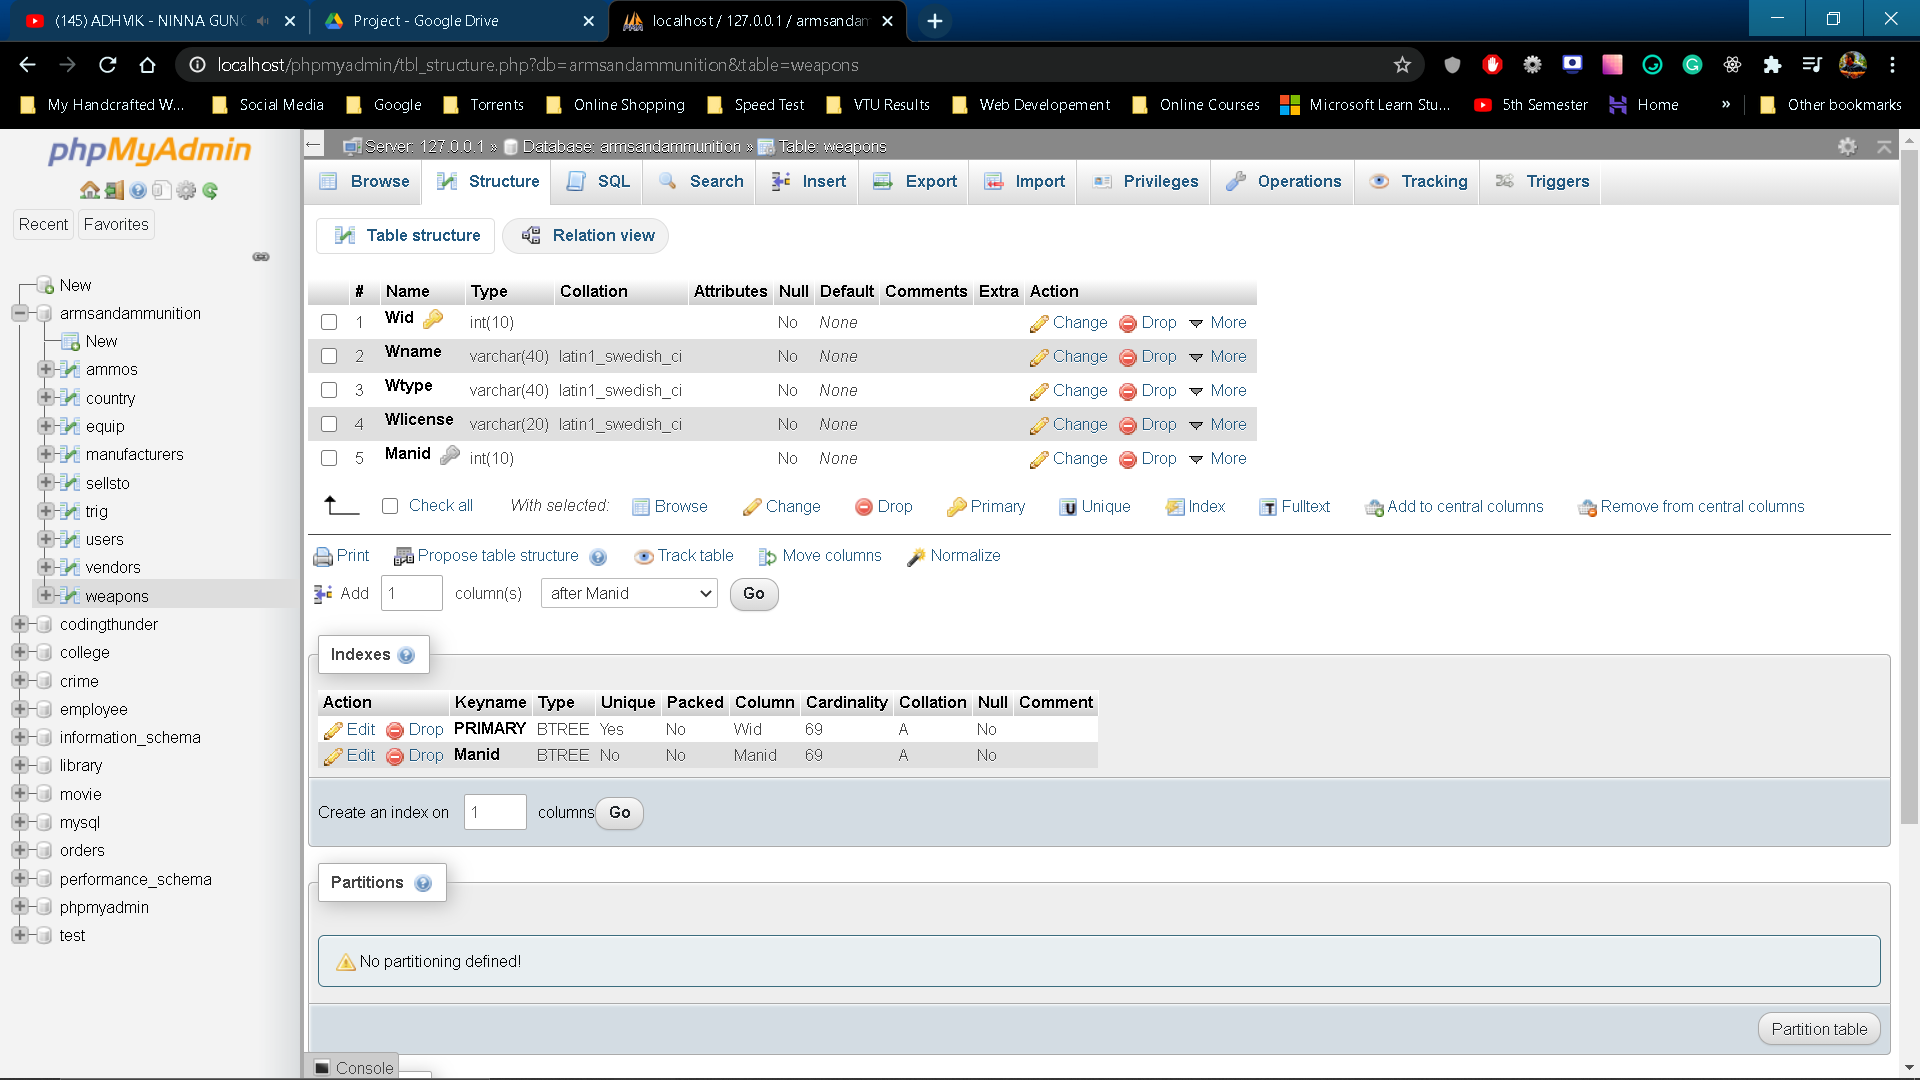 (145) ADHVIK - NINNA GUNG
Project - Google Drive
localhost / 127.0.0.1 / armsandam
localhost/phpmyadmin/tbl_structure.php?db=armsandammunition&table=weapons
My Handcrafted W... Social Media Google Torrents Online Shopping Speed Test VTU Results Web Developement Online Courses Microsoft Learn Stu... 5th Semester Home » Other bookmarks
phpMyAdmin
Recent Favorites
New
armsandammunition
New
ammos
country
equip
manufacturers
sellsto
trig
users
vendors
weapons
codingthunder
college
crime
employee
information_schema
library
movie
mysql
orders
performance_schema
phpmyadmin
test
Server: 127.0.0.1 » Database: armsandammunition » Table: weapons
Browse Structure SQL Search Insert Export Import Privileges Operations Tracking Triggers
Table structure Relation view
# Name Type Collation Attributes Null Default Comments Extra Action
1 Wid int(10) No None Change Drop More
2 Wname varchar(40) latin1_swedish_ci No None Change Drop More
3 Wtype varchar(40) latin1_swedish_ci No None Change Drop More
4 Wlicense varchar(20) latin1_swedish_ci No None Change Drop More
5 Manid int(10) No None Change Drop More
Check all With selected: Browse Change Drop Primary Unique Index Fulltext Add to central columns Remove from central columns
Print Propose table structure Track table Move columns Normalize
Add 1 column(s) after Manid Go
Indexes
Action Keyname Type Unique Packed Column Cardinality Collation Null Comment
Edit Drop PRIMARY BTREE Yes No Wid 69 A No
Edit Drop Manid BTREE No No Manid 69 A No
Create an index on 1 columns Go
Partitions
No partitioning defined!
Partition table
Console